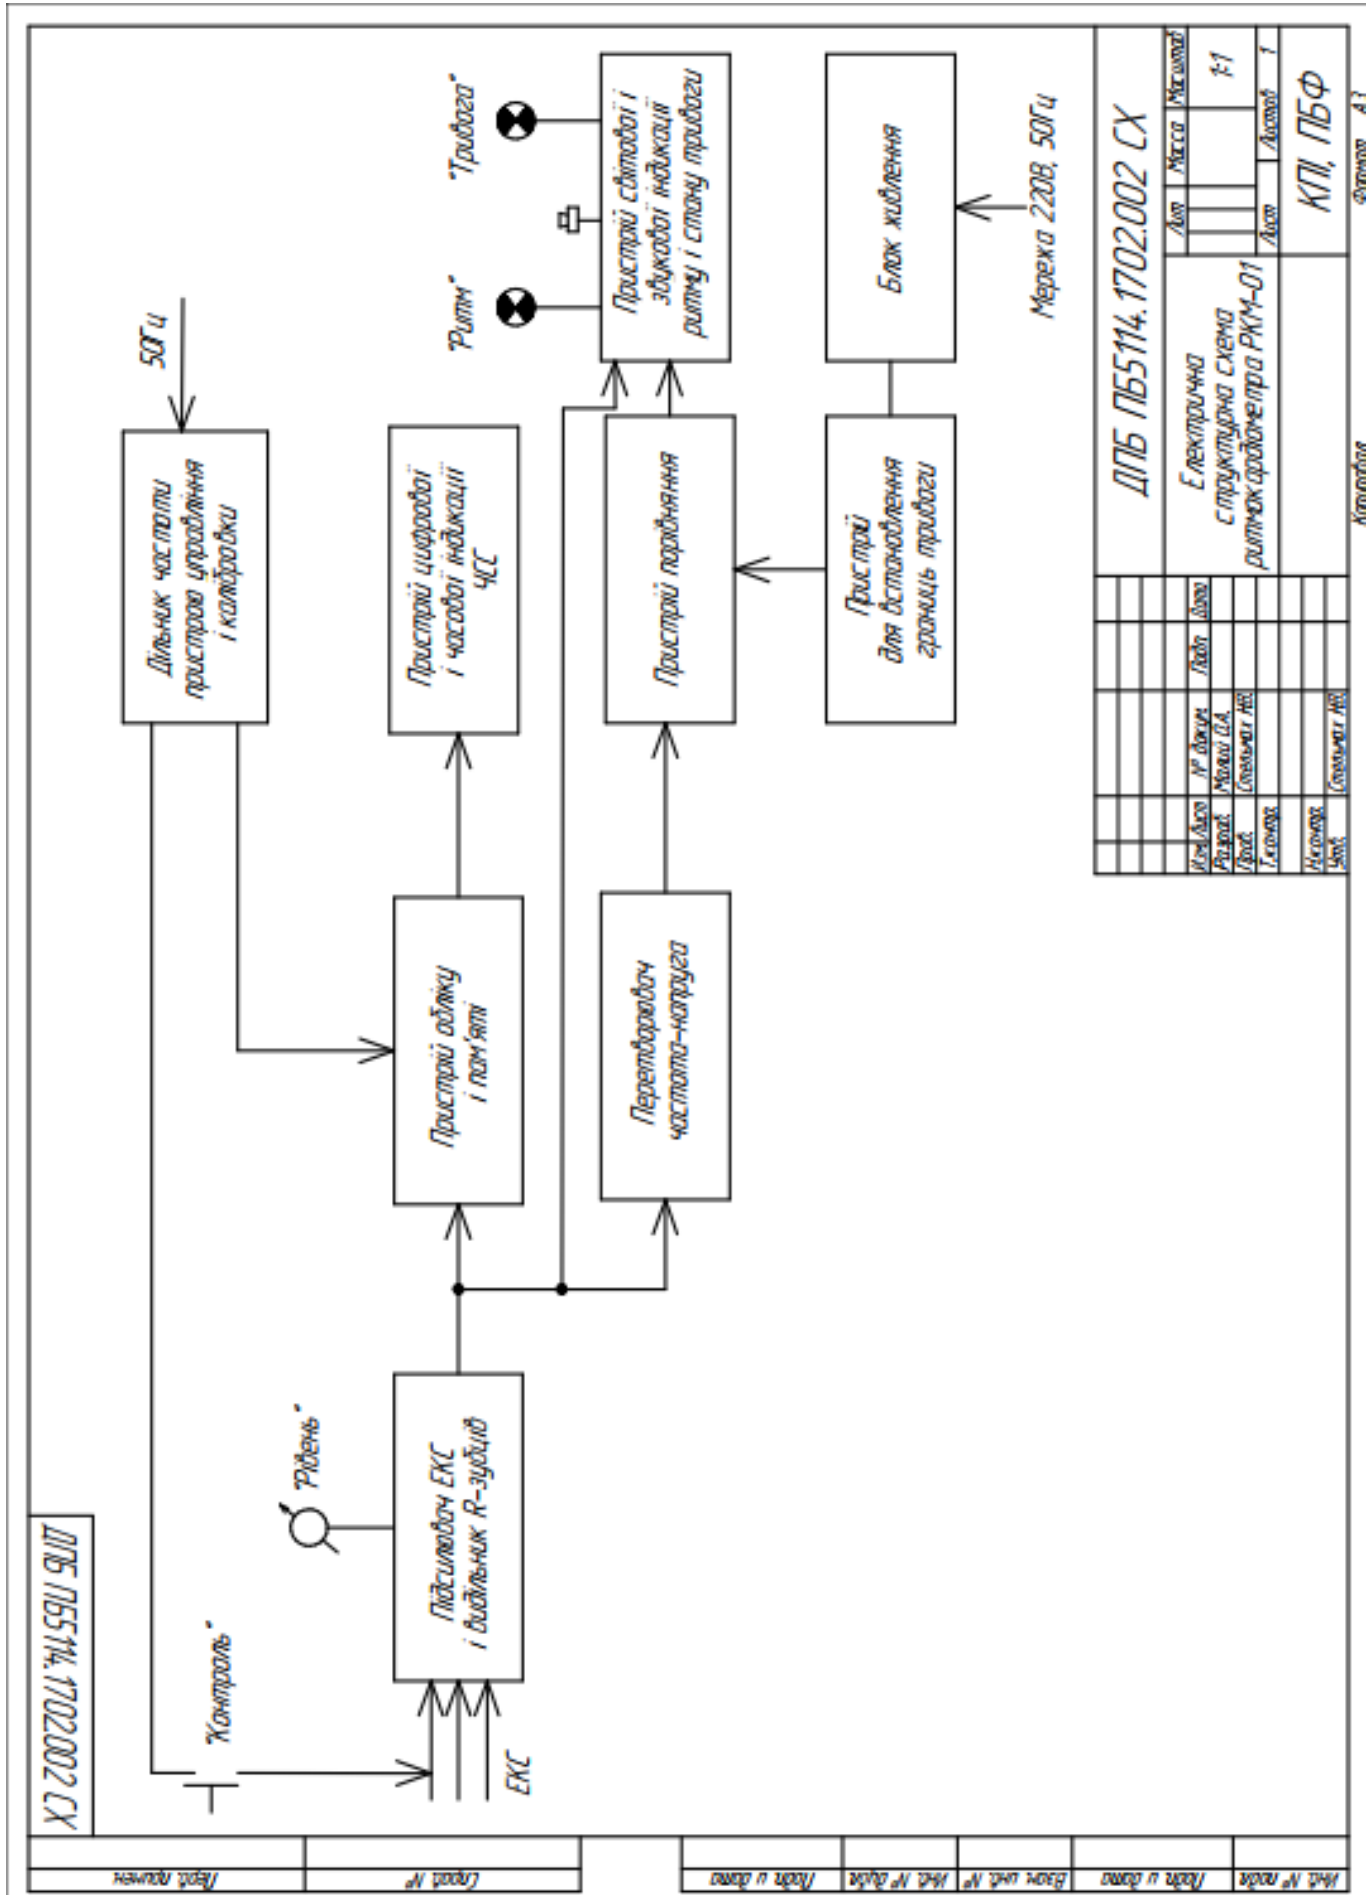 ДПБ ПБ5114.1702.002 СХ
50Гц
Дільник частоти
пристрою управління
і калібровки
"Контроль"
"Рівень"
ЕКС
Підсилювач ЕКС
і видільник R-зубців
Пристрій обліку
і пам'яті
Пристрій цифрової
і часової індикації
ЧСС
"Ритм"
"Тривога"
Перетворювач
частота-напруга
Пристрій порівняння
Пристрій світлової і
звукової індикації
ритму і стану тривоги
Пристрій
для встановлення
границь тривоги
Блок живлення
Мережа 220В, 50Гц
ДПБ ПБ5114.1702.002 СХ
Електрична
структурна схема
ритмокардіометра РКМ-01
Лит Масса Масштаб
1:1
Лист Листов 1
КПІ, ПБФ
Изм. Лист № докум. Подп. Дата
Разраб. Малий О.А.
Пров. Стельмах Н.В.
Т.контр.
Н.контр.
Утв. Стельмах Н.В.
Копировал Формат А3
Перв. примен.
Справ. №
Подп. и дата
Инв. № дубл.
Взам. инв. №
Подп. и дата
Инв. № подл.